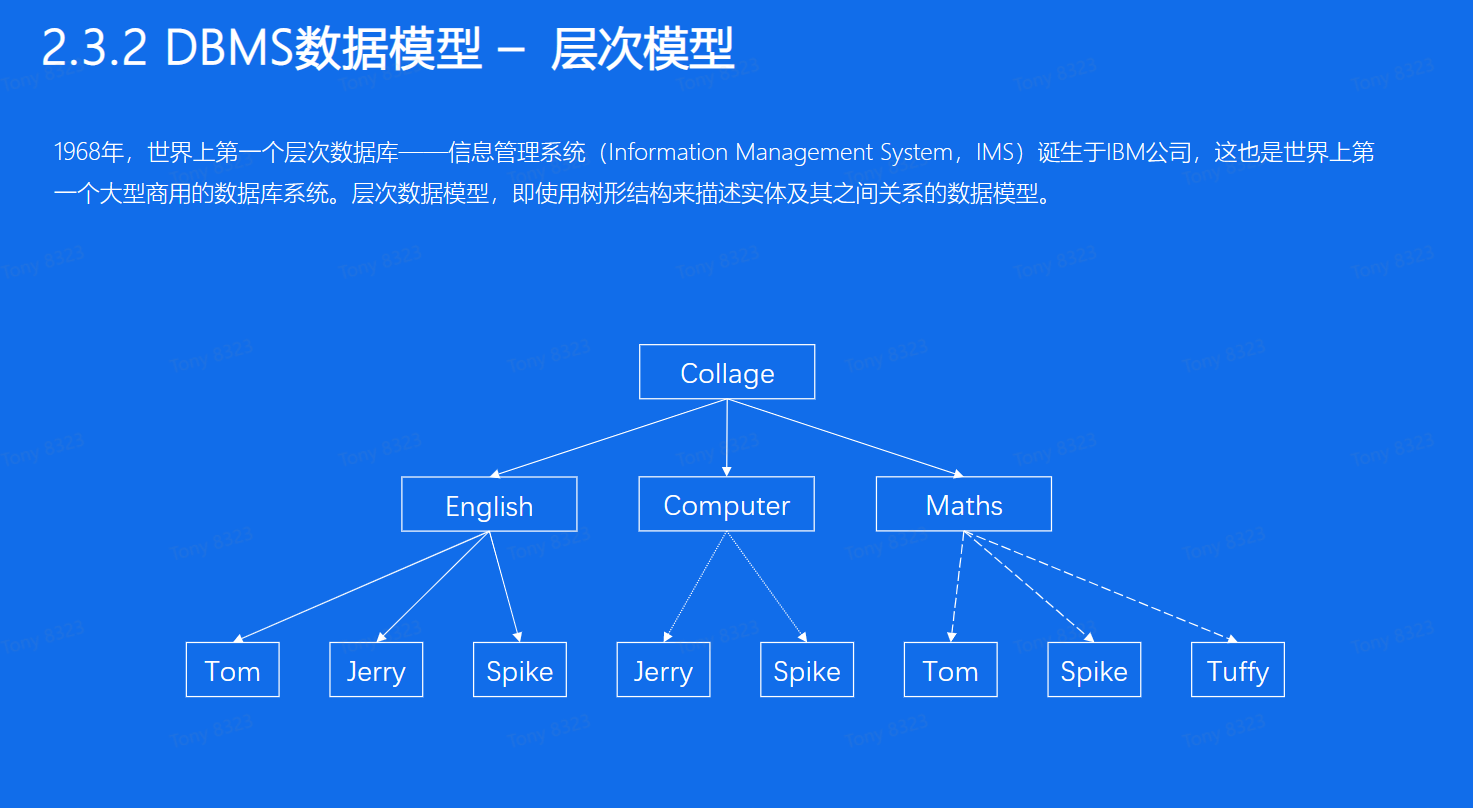 2.3.2 DBMS数据模型 – 层次模型
1968年，世界上第一个层次数据库——信息管理系统（Information Management System，IMS）诞生于IBM公司，这也是世界上第
一个大型商用的数据库系统。层次数据模型，即使用树形结构来描述实体及其之间关系的数据模型。
Collage
English Computer Maths
Tom Jerry Spike Jerry Spike Tom Spike Tuffy
Tony 8323